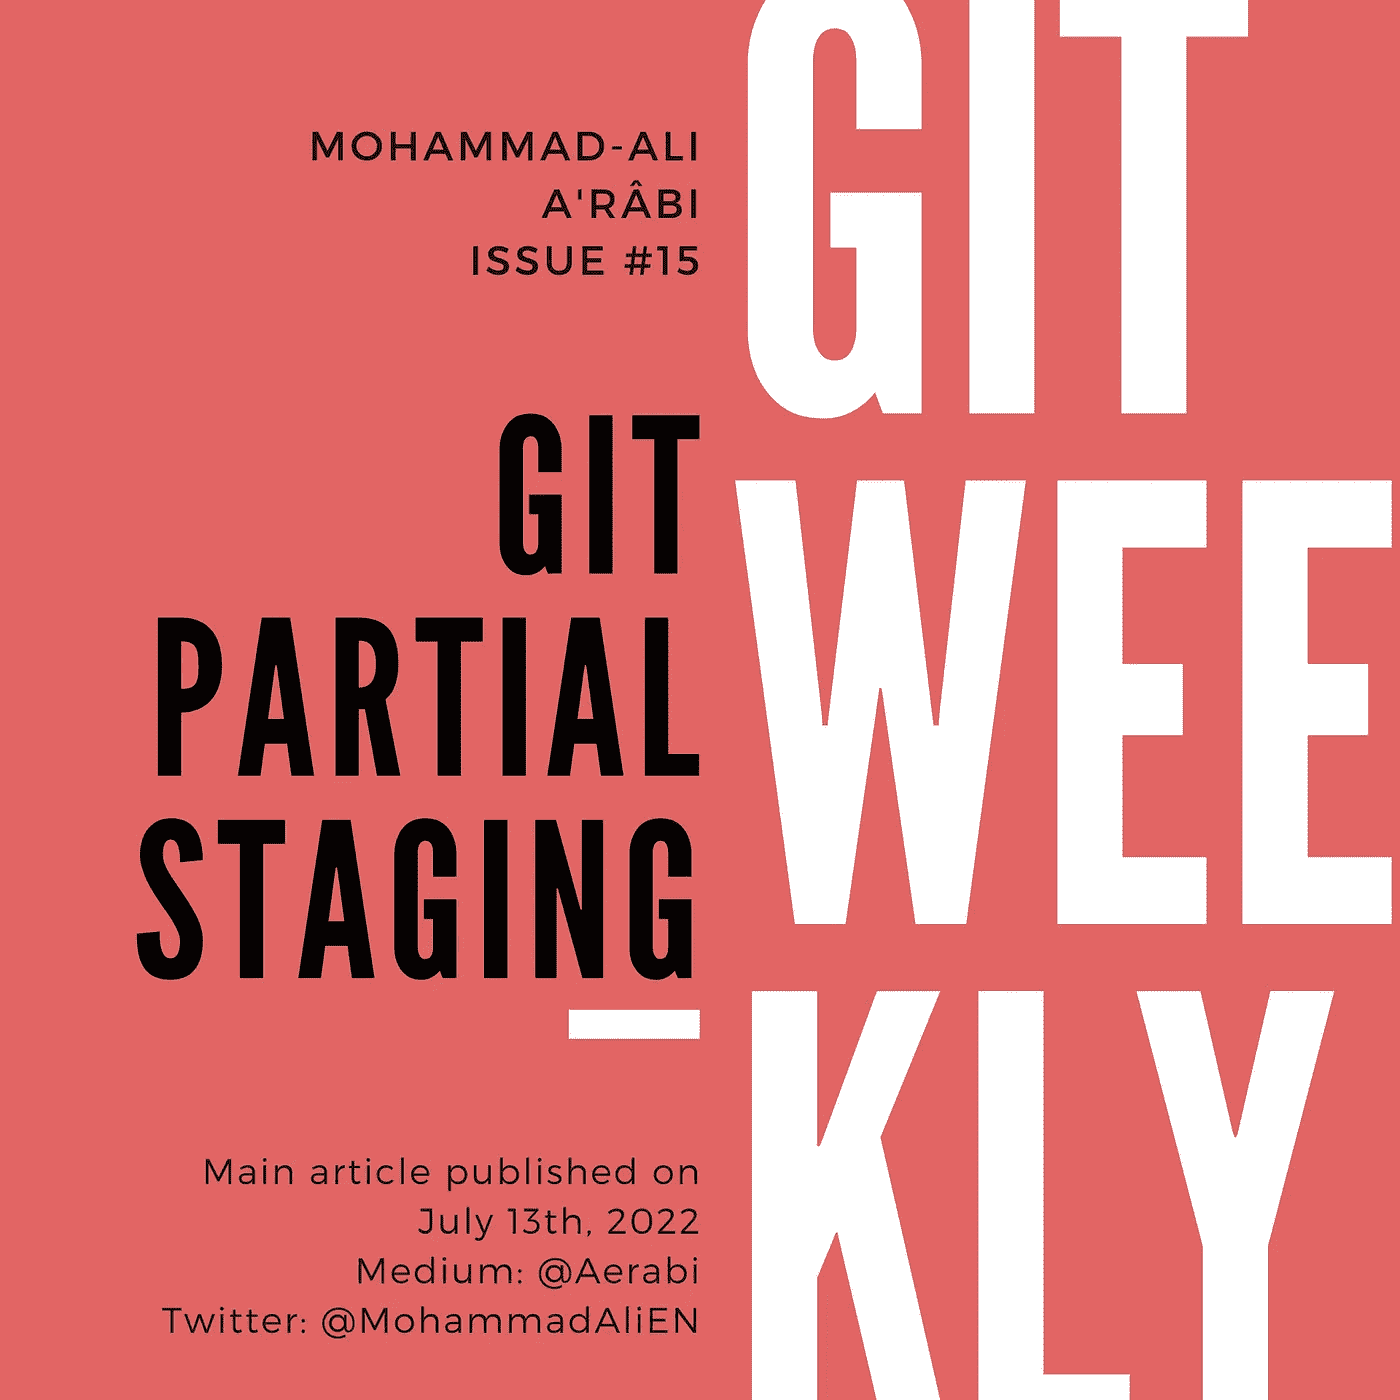 MOHAMMAD-ALI
A'RÂBI
ISSUE #15
GIT
PARTIAL
STAGING
Main article published on
July 13th, 2022
Medium: @Aerabi
Twitter: @MohammadAliEN
GIT
WEE
KLY